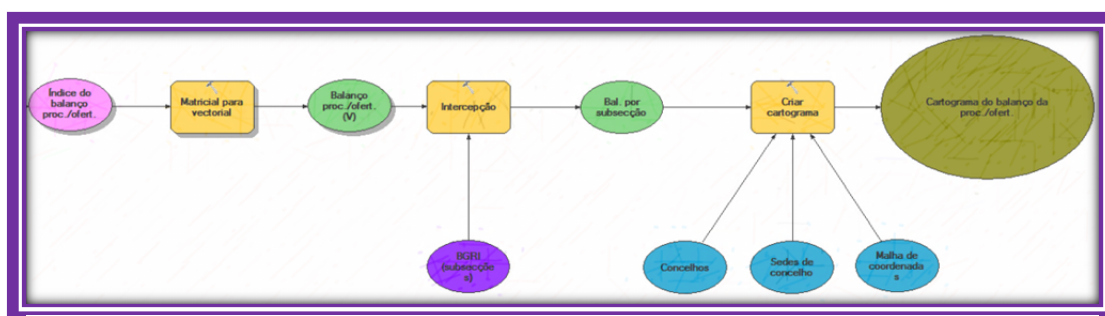 Índice do
balanço
proc./ofert.
Matricial para
vectorial
Balanço
proc./ofert.
(V)
Intercepção
Bal. por
subsecção
Criar
cartograma
Cartograma do balanço da
proc./ofert.
BGRI
(subsecçõe
s)
Concelhos
Sedes de
concelho
Malha de
coordenada
s